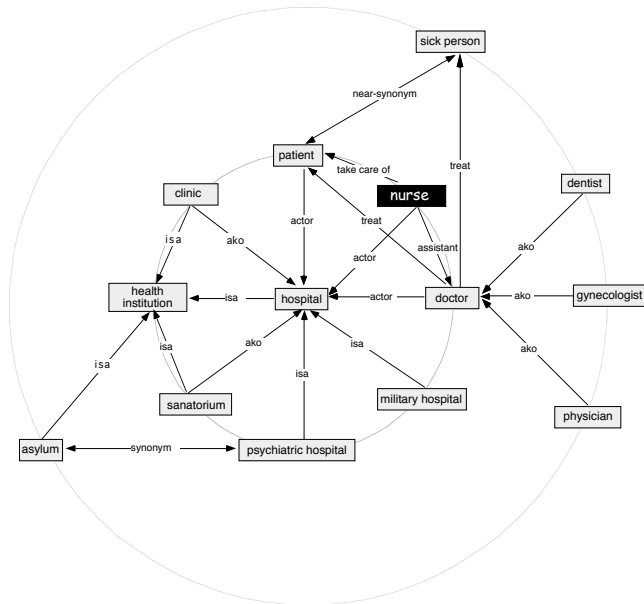 sick person
near-synonym
patient
take care of
treat
clinic
nurse
dentist
actor
treat
isa
ako
actor
assistant
ako
health
institution
isa
hospital
actor
doctor
ako
gynecologist
isa
isa
ako
isa
isa
ako
sanatorium
military hospital
physician
asylum
synonym
psychiatric hospital